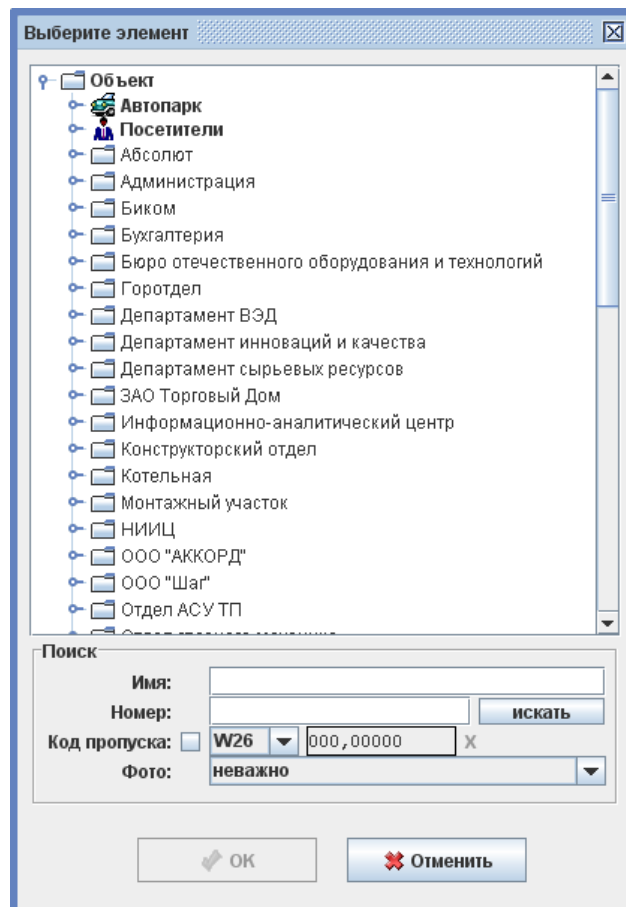 Выберите элемент
Объект
Автопарк
Посетители
Абсолют
Администрация
Биком
Бухгалтерия
Бюро отечественного оборудования и технологий
Горотдел
Департамент ВЭД
Департамент инноваций и качества
Департамент сырьевых ресурсов
ЗАО Торговый Дом
Информационно-аналитический центр
Конструкторский отдел
Котельная
Монтажный участок
НИИЦ
ООО "АККОРД"
ООО "Шаг"
Отдел АСУ ТП
Поиск
Имя:
Номер: искать
Код пропуска: W26 000,00000 X
Фото: неважно
OK Отменить